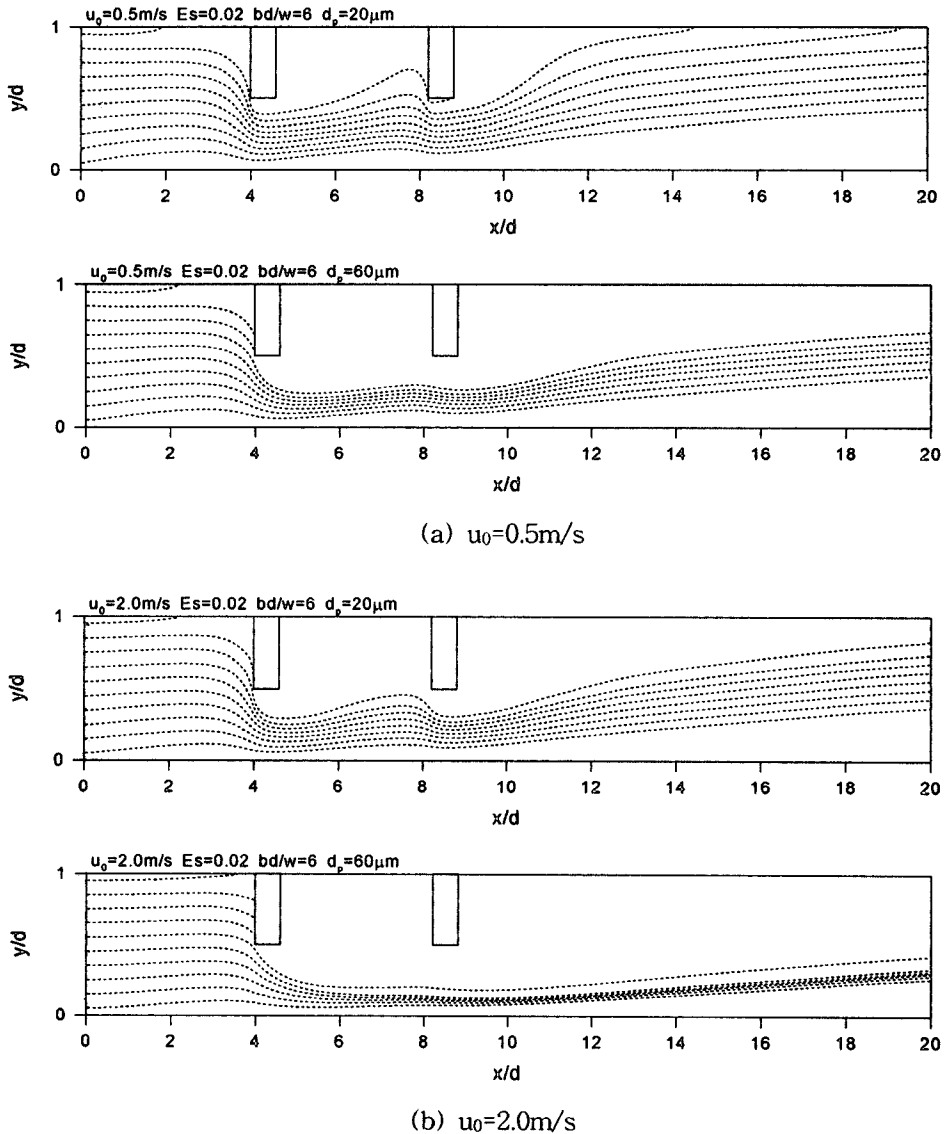 u₀=0.5m/s Es=0.02 bd/w=6 dₚ=20μm
1
y/d
0
0 2 4 6 8 10 12 14 16 18 20
x/d
u₀=0.5m/s Es=0.02 bd/w=6 dₚ=60μm
1
y/d
0
0 2 4 6 8 10 12 14 16 18 20
x/d
(a) u₀=0.5m/s
u₀=2.0m/s Es=0.02 bd/w=6 dₚ=20μm
1
y/d
0
0 2 4 6 8 10 12 14 16 18 20
x/d
u₀=2.0m/s Es=0.02 bd/w=6 dₚ=60μm
1
y/d
0
0 2 4 6 8 10 12 14 16 18 20
x/d
(b) u₀=2.0m/s